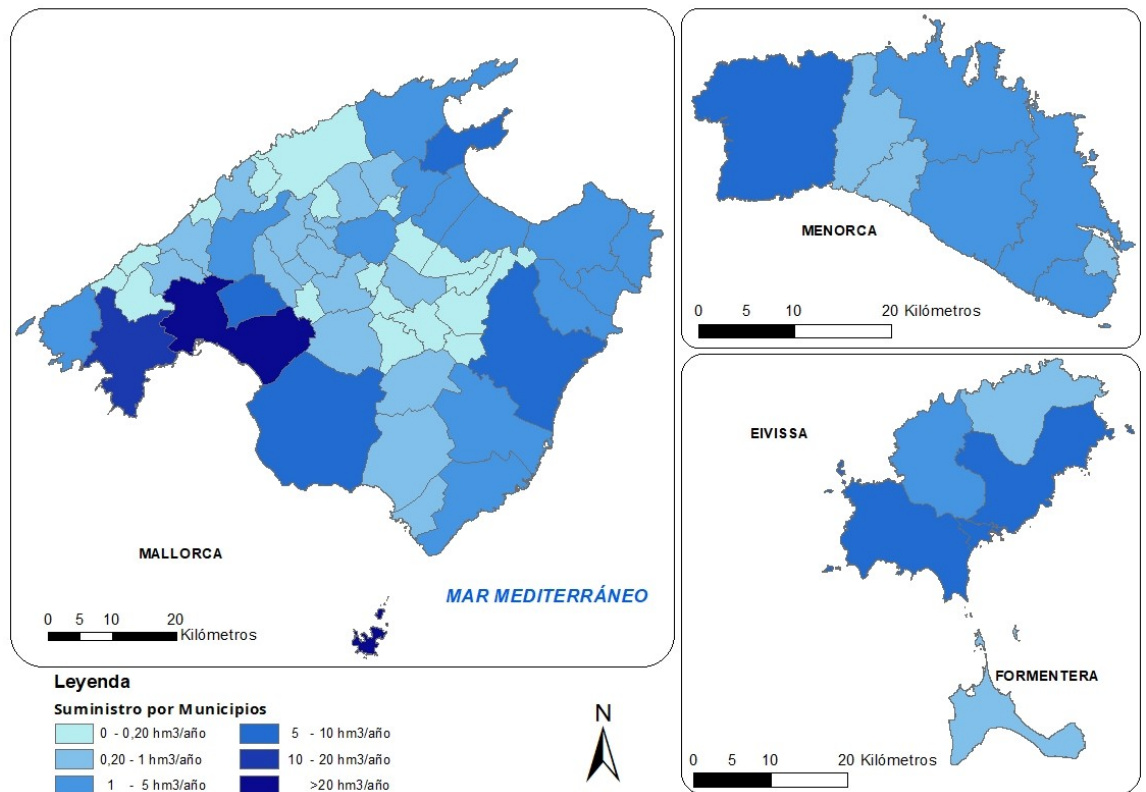 MALLORCA
MAR MEDITERRÁNEO
0 5 10 20
Kilómetros
MENORCA
0 10 20 Kilómetros
EIVISSA
FORMENTERA
0 10 20 Kilómetros
Leyenda
Suministro por Municipios
0 - 0,20 hm3/año
0,20 - 1 hm3/año
1 - 5 hm3/año
5 - 10 hm3/año
10 - 20 hm3/año
>20 hm3/año
N